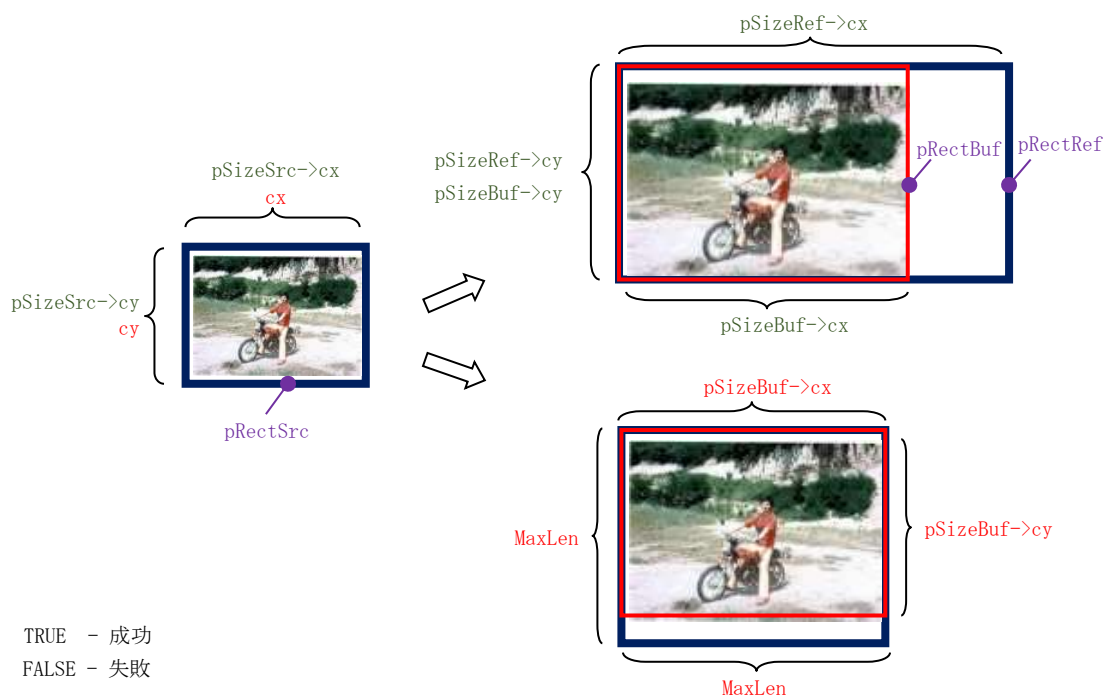 pSizeRef->cx
pSizeRef->cy
pSizeBuf->cy
pRectBuf
pRectRef
pSizeSrc->cx
cx
pSizeSrc->cy
cy
pSizeBuf->cx
pRectSrc
pSizeBuf->cx
MaxLen
pSizeBuf->cy
MaxLen
TRUE - 成功
FALSE - 失敗